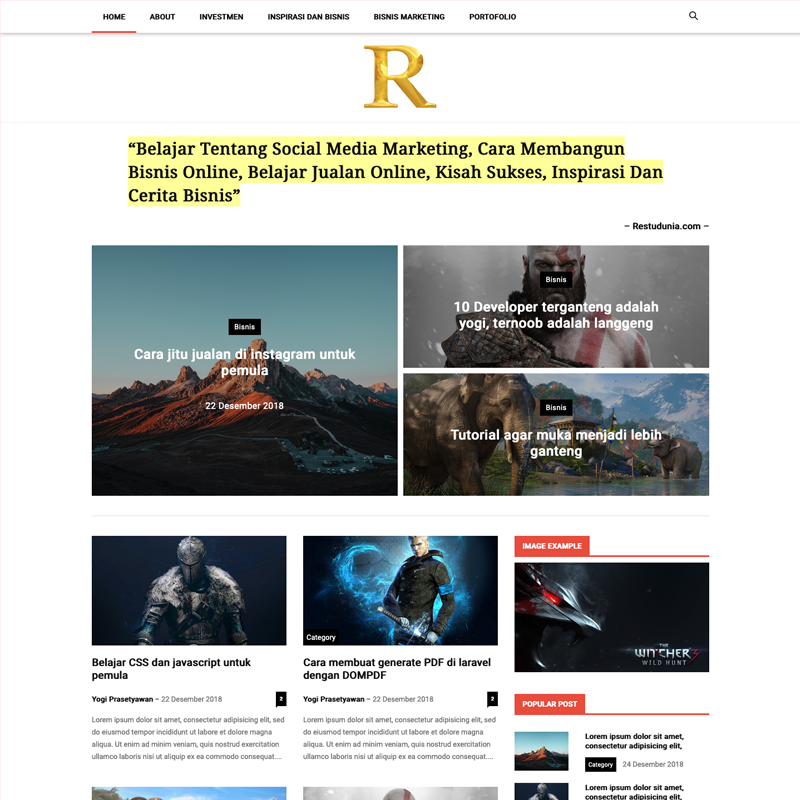 HOME ABOUT INVESTMEN INSPIRASI DAN BISNIS BISNIS MARKETING PORTOFOLIO
R
“Belajar Tentang Social Media Marketing, Cara Membangun
Bisnis Online, Belajar Jualan Online, Kisah Sukses, Inspirasi Dan
Cerita Bisnis”
– Restudunia.com –
Bisnis
Cara jitu jualan di instagram untuk
pemula
22 Desember 2018
Bisnis
10 Developer terganteng adalah
yogi, ternoob adalah langgeng
Bisnis
Tutorial agar muka menjadi lebih
ganteng
Belajar CSS dan javascript untuk
pemula
Yogi Prasetyawan – 22 Desember 2018
2
Lorem ipsum dolor sit amet, consectetur adipisicing elit, sed
do eiusmod tempor incididunt ut labore et dolore magna
aliqua. Ut enim ad minim veniam, quis nostrud exercitation
ullamco laboris nisi ut aliquip ex ea commodo consequat....
Category
Cara membuat generate PDF di laravel
dengan DOMPDF
Yogi Prasetyawan – 22 Desember 2018
2
Lorem ipsum dolor sit amet, consectetur adipisicing elit, sed
do eiusmod tempor incididunt ut labore et dolore magna
aliqua. Ut enim ad minim veniam, quis nostrud exercitation
ullamco laboris nisi ut aliquip ex ea commodo consequat....
IMAGE EXAMPLE
THE
WITCHER
WILD HUNT
POPULAR POST
Lorem ipsum dolor sit amet,
consectetur adipisicing elit,
Category 24 Desember 2018
Lorem ipsum dolor sit amet,
consectetur adipisicing elit,